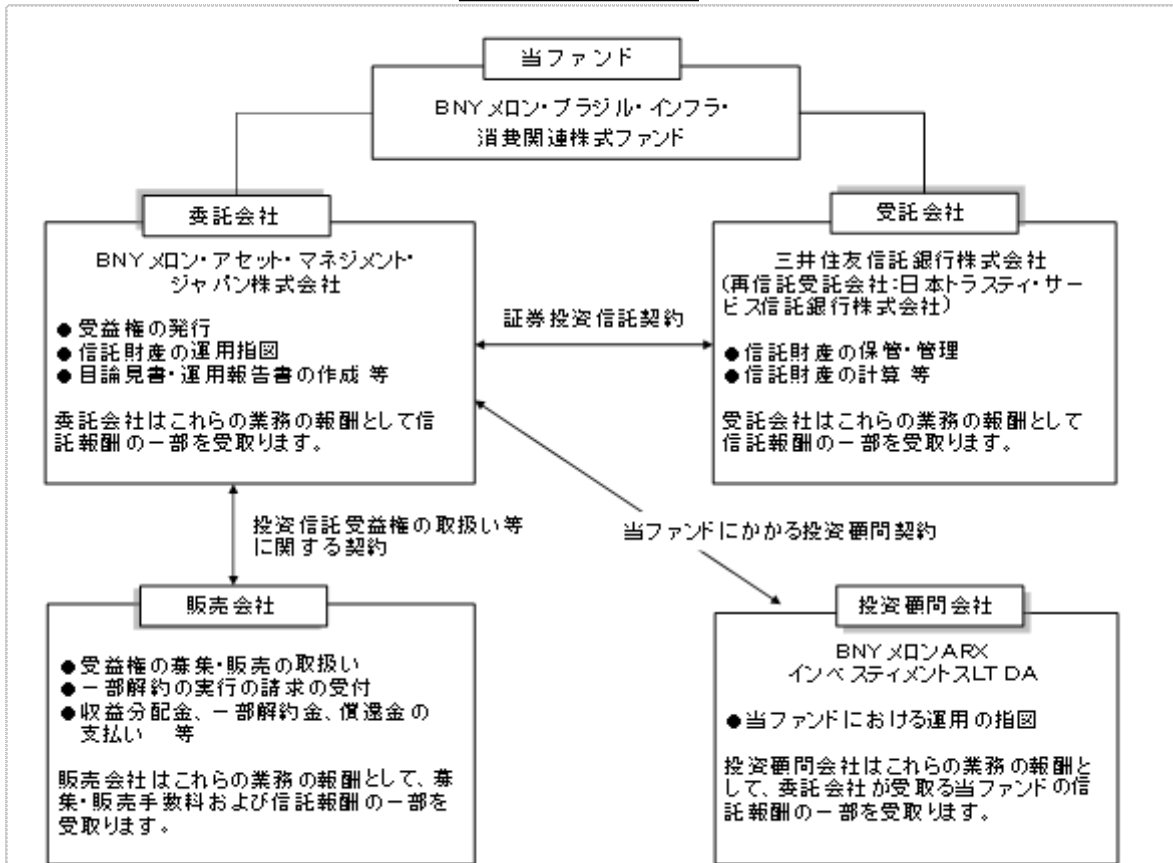 当ファンド
BNYメロン・ブラジル・インフラ・
消費関連株式ファンド
委託会社
BNYメロン・アセット・マネジメント・
ジャパン株式会社
●受益権の発行
●信託財産の運用指図
●目論見書・運用報告書の作成 等
委託会社はこれらの業務の報酬として信
託報酬の一部を受取ります。
証券投資信託契約
受託会社
三井住友信託銀行株式会社
(再信託受託会社:日本トラスティ・サー
ビス信託銀行株式会社)
●信託財産の保管・管理
●信託財産の計算 等
受託会社はこれらの業務の報酬として
信託報酬の一部を受取ります。
投資信託受益権の取扱い等
に関する契約
当ファンドにかかる投資顧問契約
販売会社
●受益権の募集・販売の取扱い
●一部解約の実行の請求の受付
●収益分配金、一部解約金、償還金の
支払い 等
販売会社はこれらの業務の報酬として、募
集・販売手数料および信託報酬の一部を
受取ります。
投資顧問会社
BNYメロンARX
インベスティメントスLTDA
●当ファンドにおける運用の指図
投資顧問会社はこれらの業務の報酬と
して、委託会社が受取る当ファンドの信
託報酬の一部を受取ります。